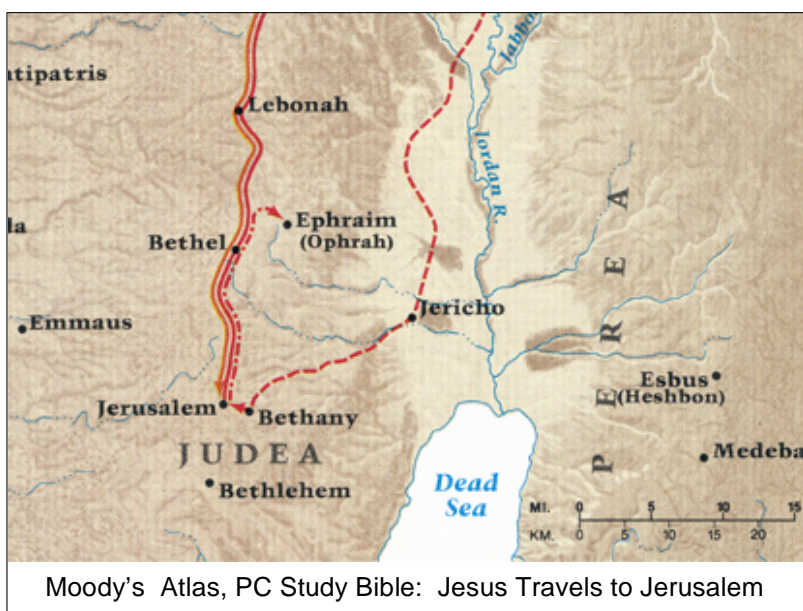 Jabbo
ntipatris
Lebonah
Jordan R.
PEREA
Ephraim
(Ophrah)
la
Bethel
Jericho
Emmaus
Esbus
(Heshbon)
Jerusalem
Bethany
JUDEA
Medeba
Bethlehem
Dead
Sea
MI. 0 5 10 15
KM. 0 5 10 15 20
Moody's Atlas, PC Study Bible: Jesus Travels to Jerusalem